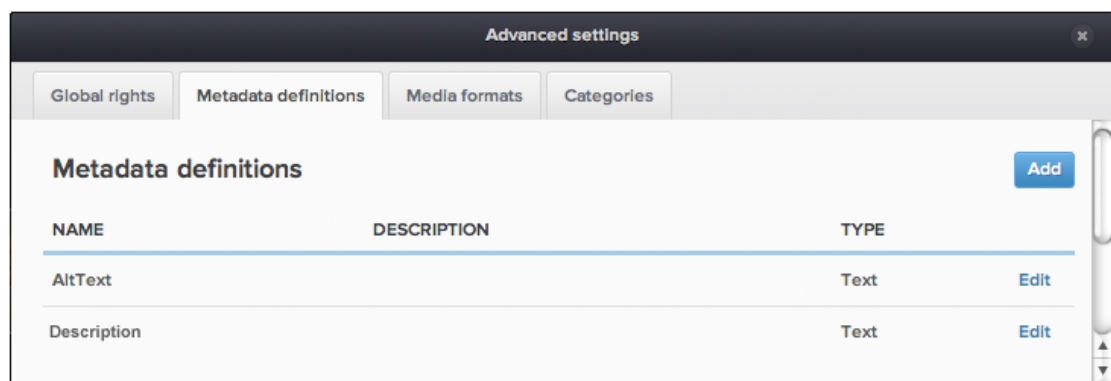 Advanced settings
Global rights Metadata definitions Media formats Categories
Metadata definitions Add
NAME DESCRIPTION TYPE
AltText Text Edit
Description Text Edit